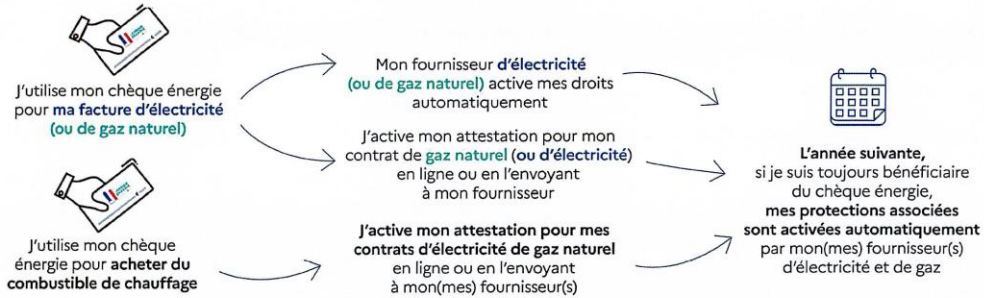 J'utilise mon chèque énergie
pour ma facture d'électricité
(ou de gaz naturel)
Mon fournisseur d'électricité
(ou de gaz naturel) active mes droits
automatiquement
J'active mon attestation pour mon
contrat de gaz naturel (ou d'électricité)
en ligne ou en l'envoyant
à mon fournisseur
J'utilise mon chèque
énergie pour acheter du
combustible de chauffage
J'active mon attestation pour mes
contrats d'électricité de gaz naturel
en ligne ou en l'envoyant
à mon(mes) fournisseur(s)
L'année suivante,
si je suis toujours bénéficiaire
du chèque énergie,
mes protections associées
sont activées automatiquement
par mon(mes) fournisseur(s)
d'électricité et de gaz